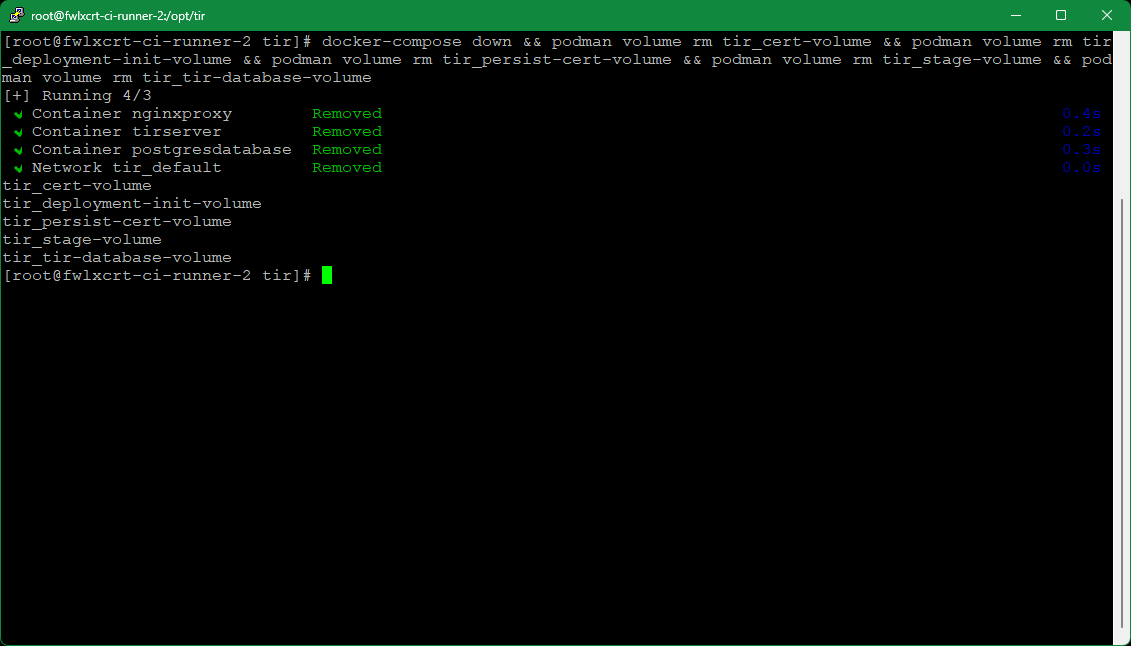 root@fwlxcrt-ci-runner-2:/opt/tir
[root@fwlxcrt-ci-runner-2 tir]# docker-compose down && podman volume rm tir_cert-volume && podman volume rm tir
_deployment-init-volume && podman volume rm tir_persist-cert-volume && podman volume rm tir_stage-volume && pod
man volume rm tir_tir-database-volume
[+] Running 4/3
✔ Container nginxproxy Removed 0.4s
✔ Container tirserver Removed 0.2s
✔ Container postgresdatabase Removed 0.3s
✔ Network tir_default Removed 0.0s
tir_cert-volume
tir_deployment-init-volume
tir_persist-cert-volume
tir_stage-volume
tir_tir-database-volume
[root@fwlxcrt-ci-runner-2 tir]#